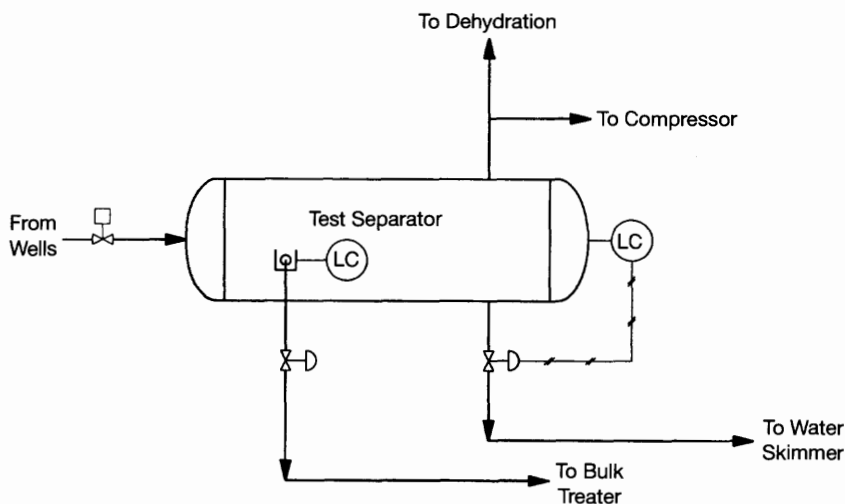 To Dehydration
To Compressor
From
Wells
Test Separator
LC
LC
To Water
Skimmer
To Bulk
Treater